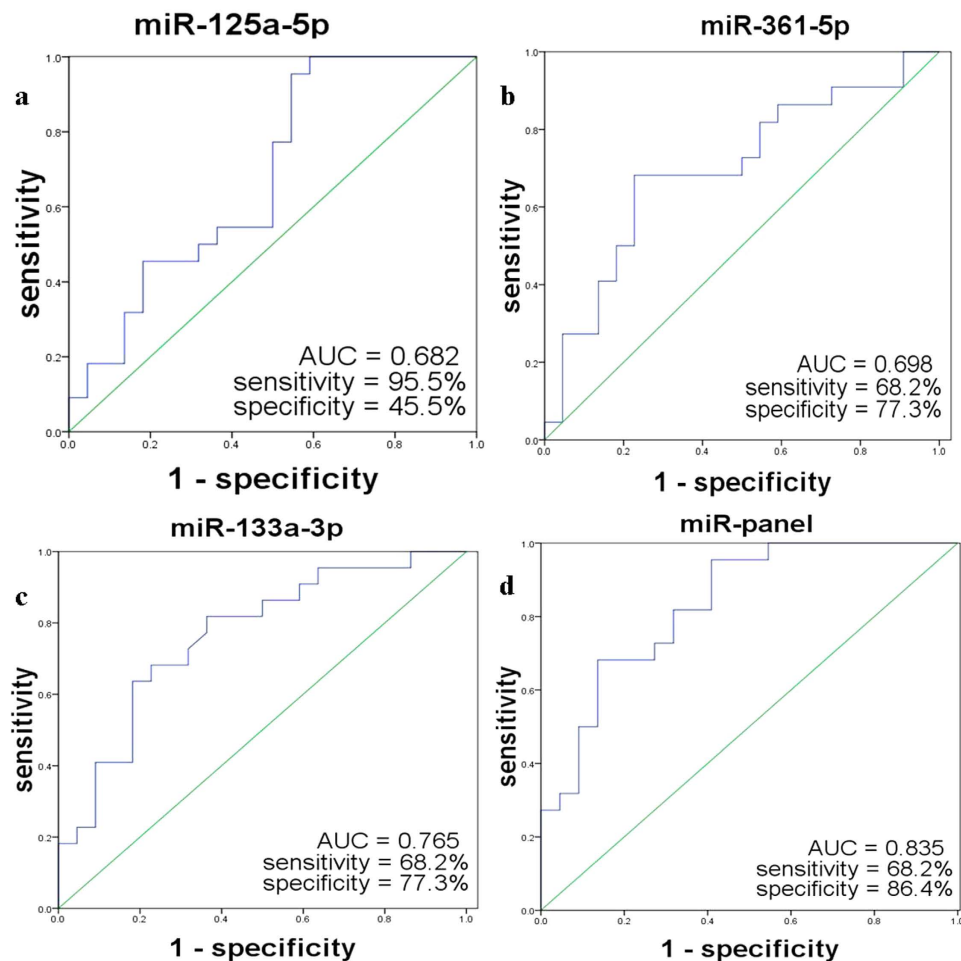 miR-125a-5p
a
1.0
0.8
0.6
0.4
0.2
0.0
sensitivity
AUC = 0.682
sensitivity = 95.5%
specificity = 45.5%
0.0 0.2 0.4 0.6 0.8 1.0
1 - specificity
miR-361-5p
b
1.0
0.8
0.6
0.4
0.2
0.0
sensitivity
AUC = 0.698
sensitivity = 68.2%
specificity = 77.3%
0.0 0.2 0.4 0.6 0.8 1.0
1 - specificity
miR-133a-3p
c
1.0
0.8
0.6
0.4
0.2
0.0
sensitivity
AUC = 0.765
sensitivity = 68.2%
specificity = 77.3%
0.0 0.2 0.4 0.6 0.8 1.0
1 - specificity
miR-panel
d
1.0
0.8
0.6
0.4
0.2
0.0
sensitivity
AUC = 0.835
sensitivity = 68.2%
specificity = 86.4%
0.0 0.2 0.4 0.6 0.8 1.0
1 - specificity